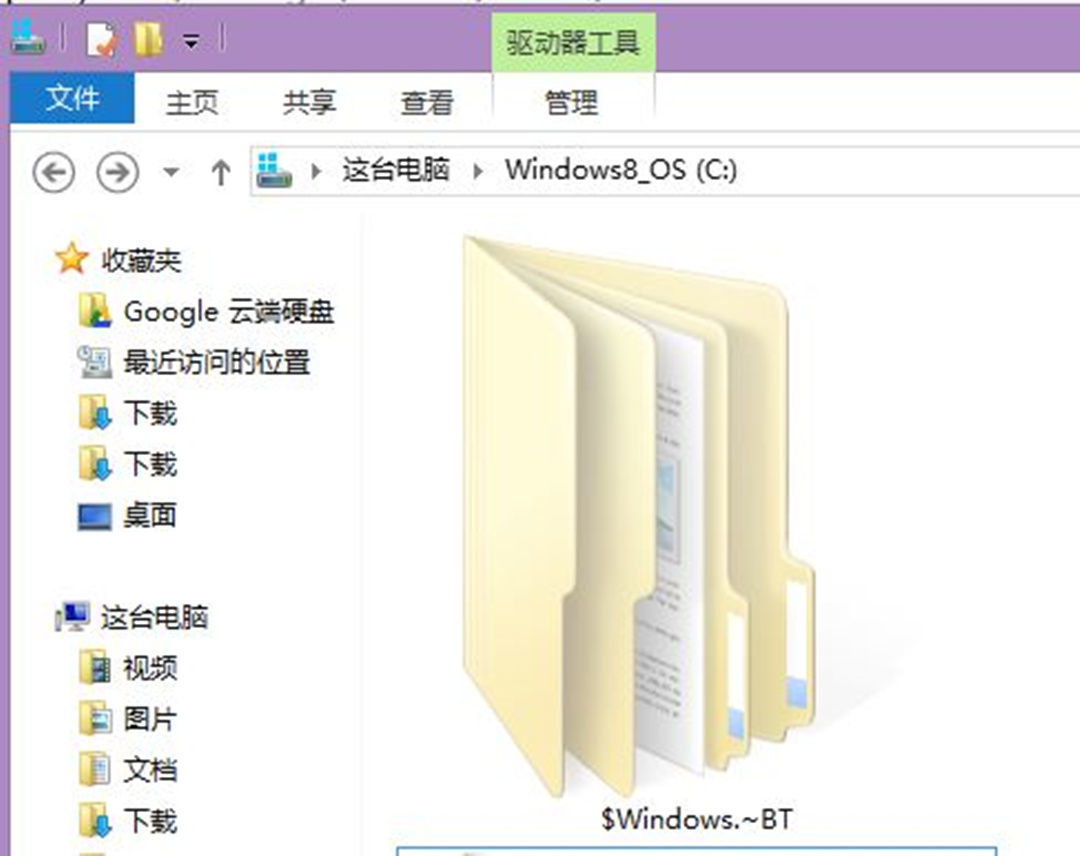 驱动器工具
文件 主页 共享 查看 管理
这台电脑 Windows8_OS (C:)
收藏夹
Google 云端硬盘
最近访问的位置
下载
下载
桌面
这台电脑
视频
图片
文档
下载
$Windows.~BT